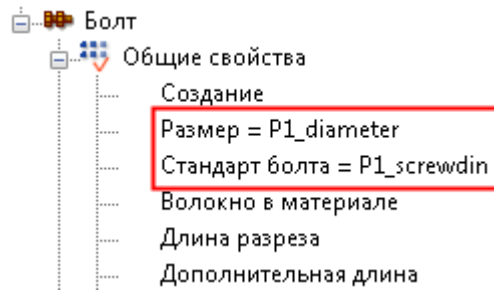 Болт
Общие свойства
Создание
Размер = P1_diameter
Стандарт болта = P1_screwdin
Волокно в материале
Длина разреза
Дополнительная длина